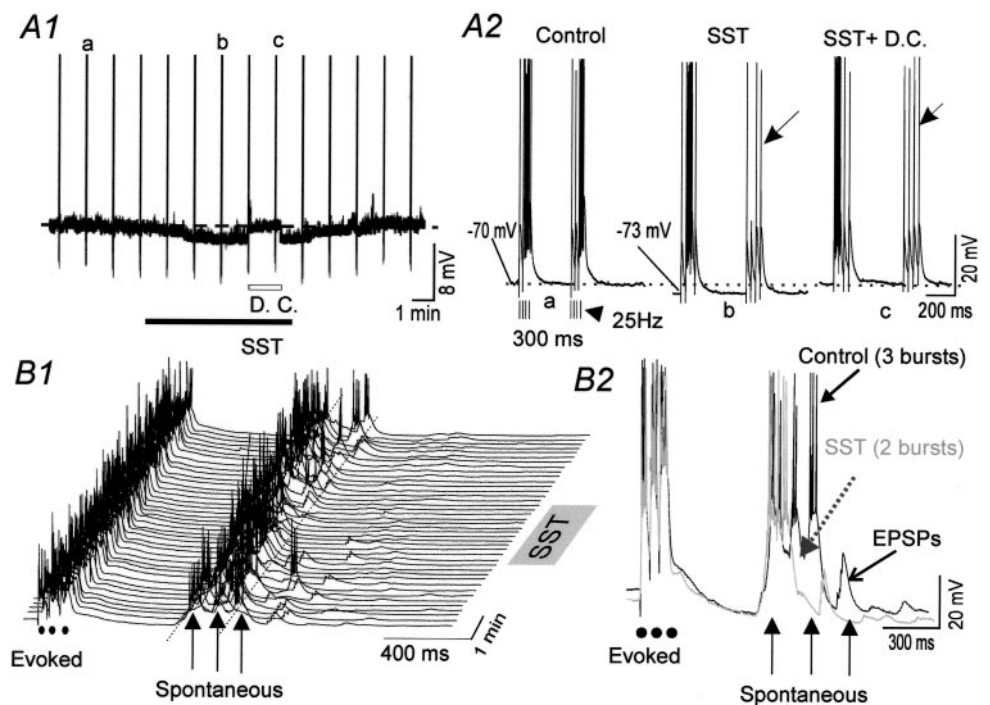 A1
a b c
8 mV
1 min
D. C.
SST
A2
Control SST SST+ D.C.
-70 mV
-73 mV
a b c
25Hz
300 ms
20 mV
200 ms
B1
Evoked
Spontaneous
SST
400 ms
1 min
B2
Control (3 bursts)
SST (2 bursts)
EPSPs
Evoked
Spontaneous
20 mV
300 ms